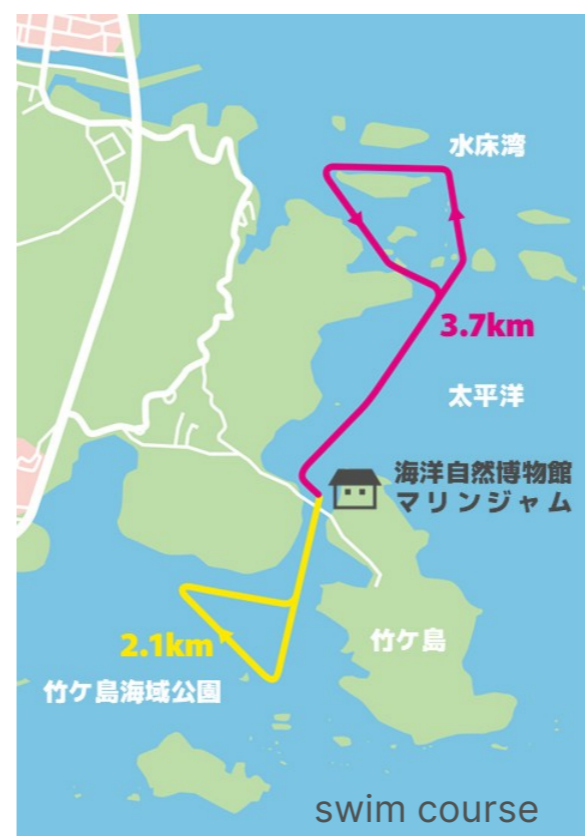 水床湾
3.7km
太平洋
海洋自然博物館
マリンジャム
2.1km
竹ケ島
竹ケ島海域公園
swim course